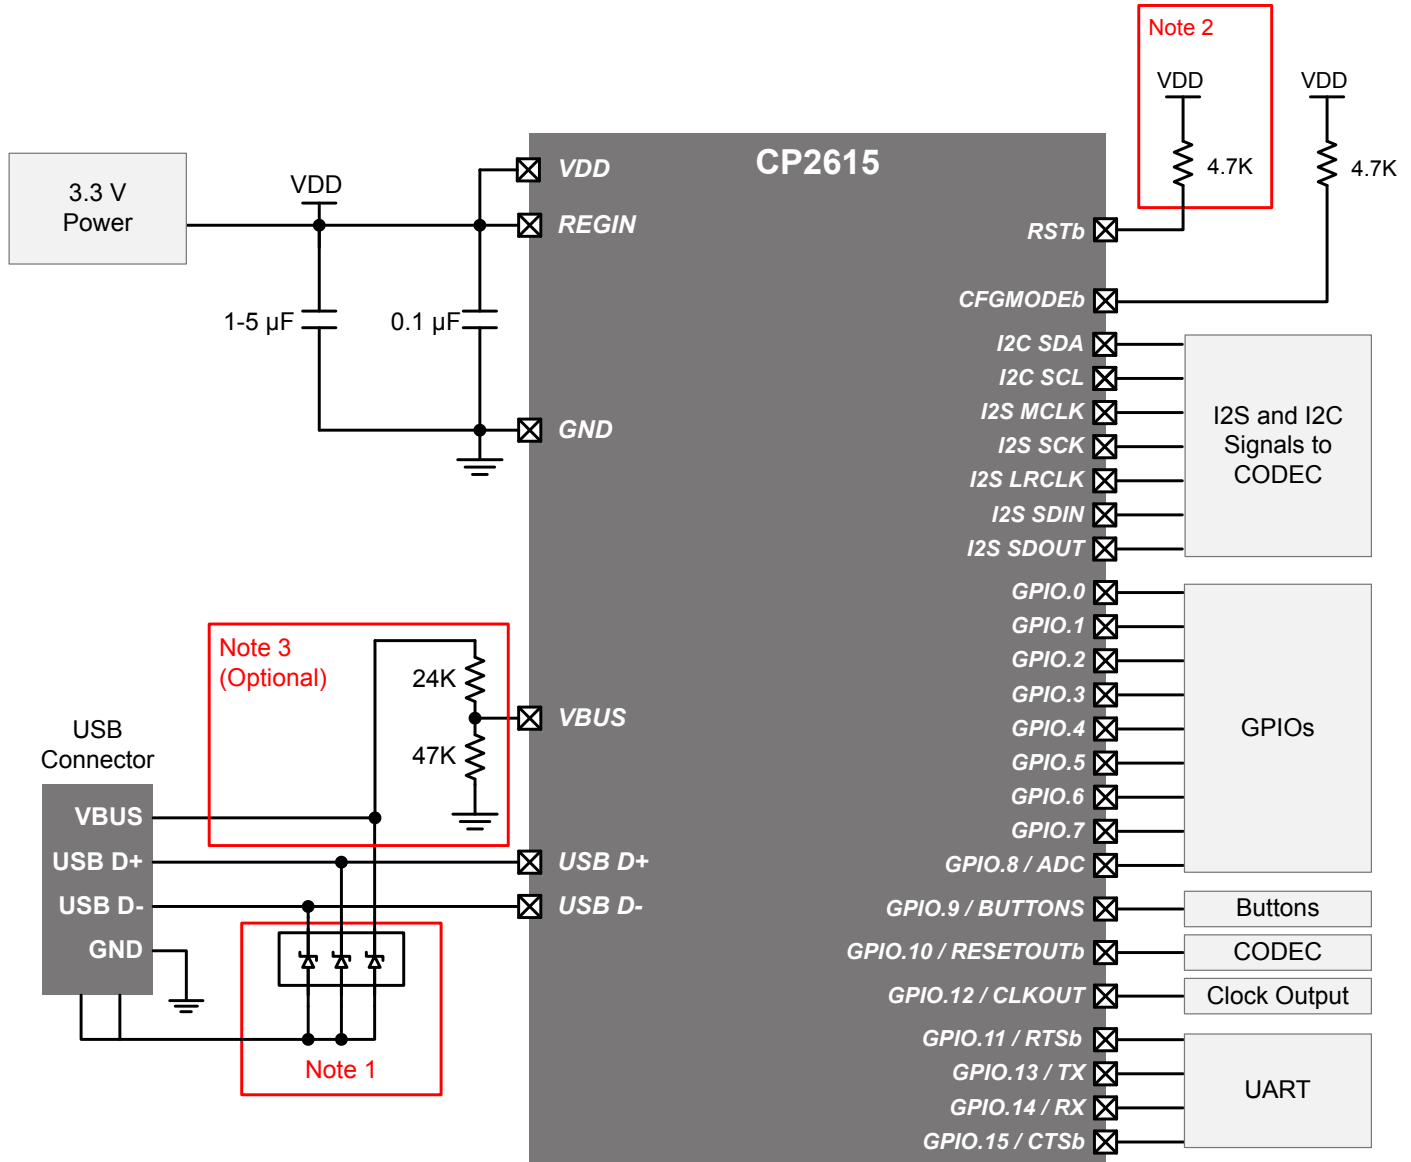 Note 2
VDD
VDD
4.7K
4.7K
CP2615
3.3 V
Power
VDD
1-5 µF
0.1 µF
VDD
REGIN
GND
RSTb
CFGMODEb
I2C SDA
I2C SCL
I2S MCLK
I2S SCK
I2S LRCLK
I2S SDIN
I2S SDOUT
I2S and I2C
Signals to
CODEC
Note 3
(Optional)
24K
47K
VBUS
USB
Connector
VBUS
USB D+
USB D-
GND
USB D+
USB D-
Note 1
GPIO.0
GPIO.1
GPIO.2
GPIO.3
GPIO.4
GPIO.5
GPIO.6
GPIO.7
GPIO.8 / ADC
GPIOs
GPIO.9 / BUTTONS
Buttons
GPIO.10 / RESETOUTb
CODEC
GPIO.12 / CLKOUT
Clock Output
GPIO.11 / RTSb
GPIO.13 / TX
GPIO.14 / RX
GPIO.15 / CTSb
UART